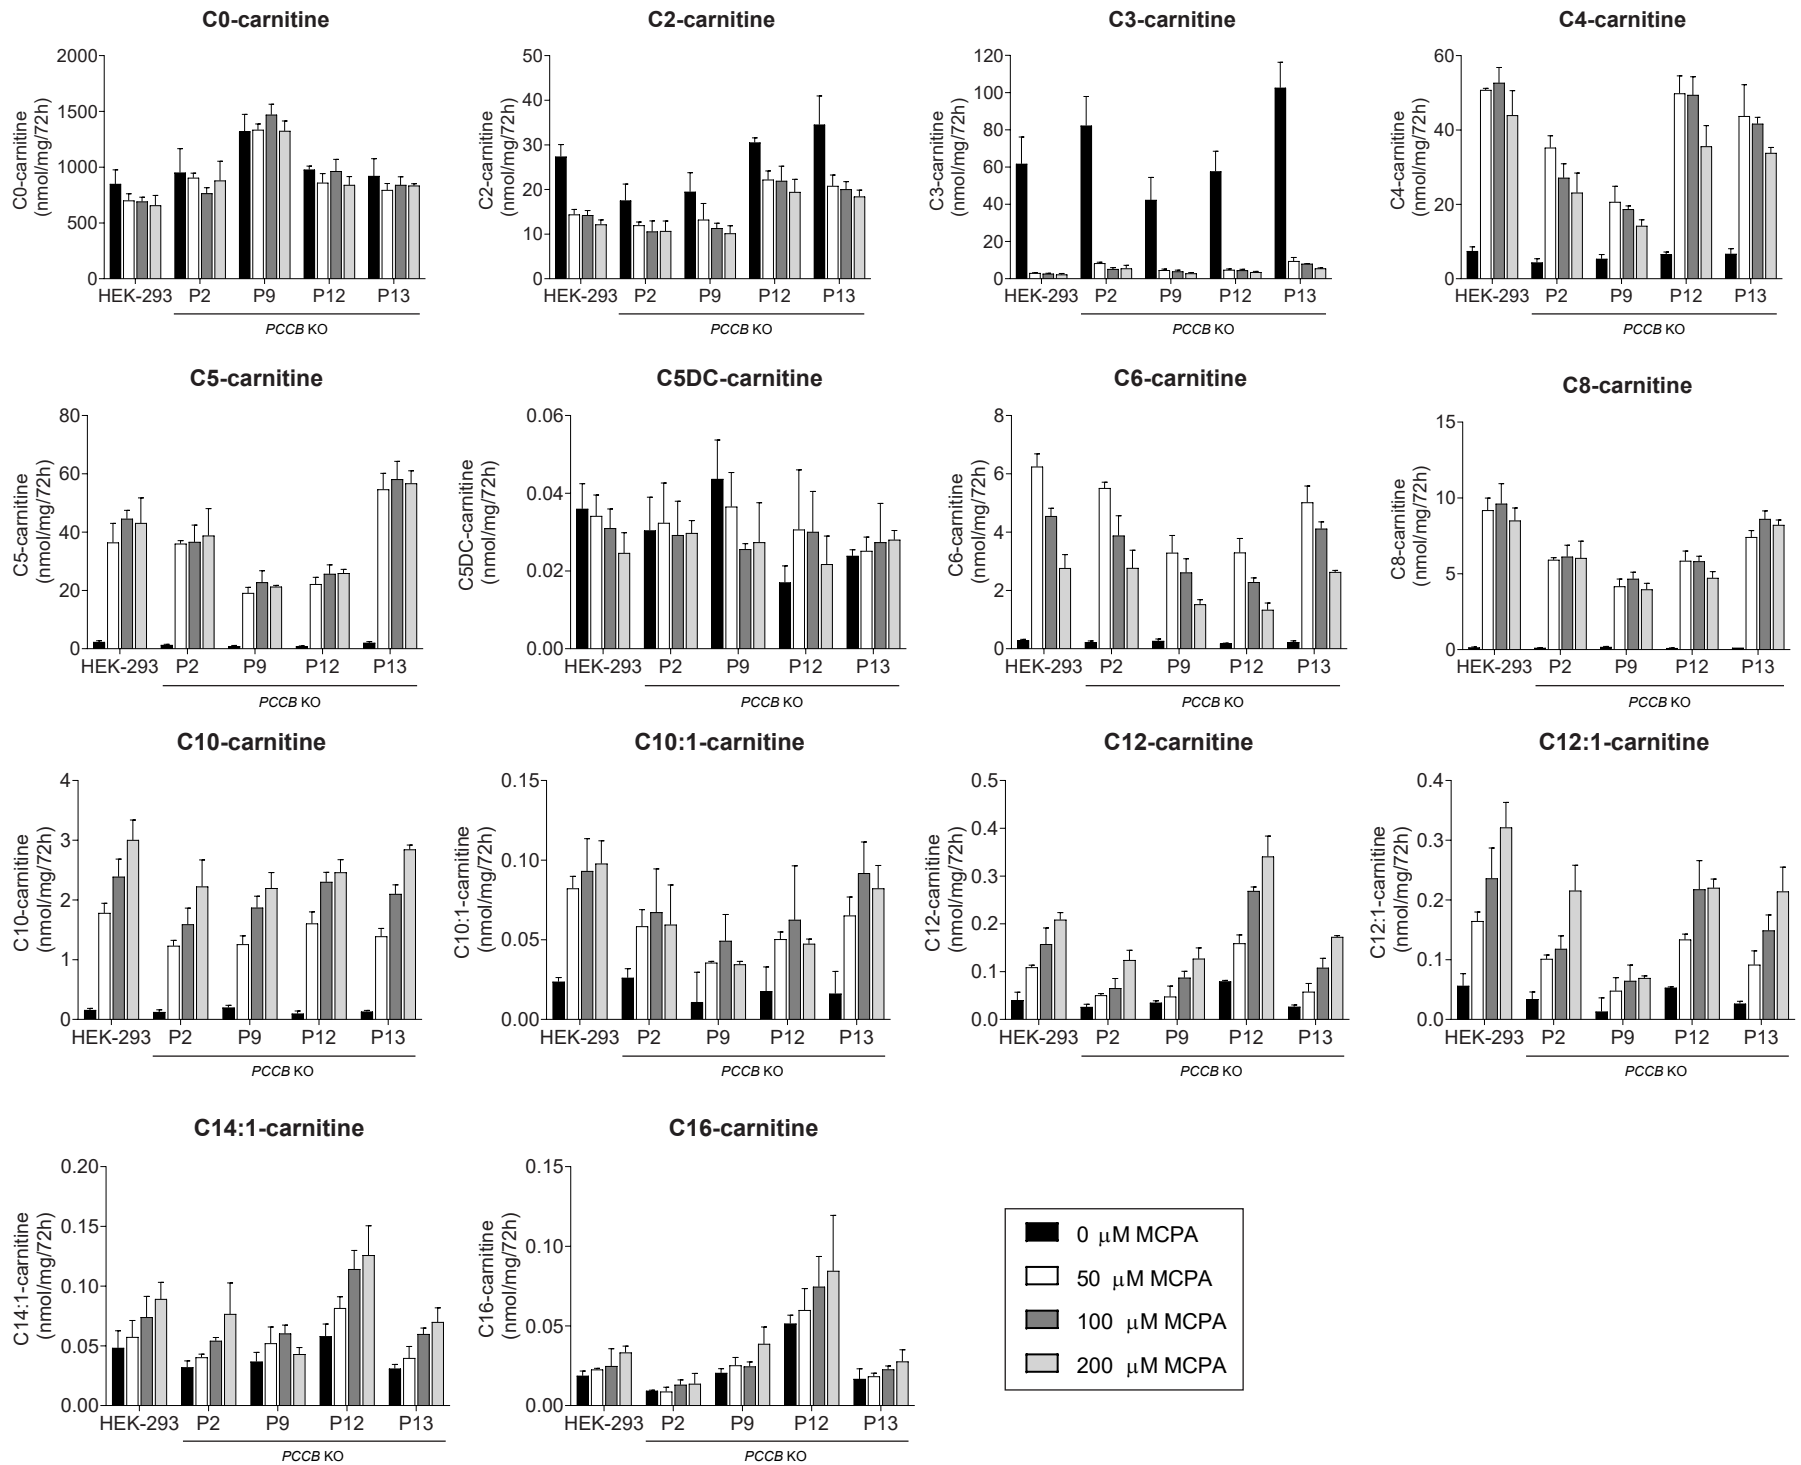 C0-carnitine
C0-carnitine
(nmol/mg/72h)
2000
1500
1000
500
0
HEK-293 P2 P9 P12 P13
PCCB KO
C2-carnitine
C2-carnitine
(nmol/mg/72h)
50
40
30
20
10
0
HEK-293 P2 P9 P12 P13
PCCB KO
C3-carnitine
C3-carnitine
(nmol/mg/72h)
120
100
80
60
40
20
0
HEK-293 P2 P9 P12 P13
PCCB KO
C4-carnitine
C4-carnitine
(nmol/mg/72h)
60
40
20
0
HEK-293 P2 P9 P12 P13
PCCB KO
C5-carnitine
C5-carnitine
(nmol/mg/72h)
80
60
40
20
0
HEK-293 P2 P9 P12 P13
PCCB KO
C5DC-carnitine
C5DC-carnitine
(nmol/mg/72h)
0.06
0.04
0.02
0.00
HEK-293 P2 P9 P12 P13
PCCB KO
C6-carnitine
C6-carnitine
(nmol/mg/72h)
8
6
4
2
0
HEK-293 P2 P9 P12 P13
PCCB KO
C8-carnitine
C8-carnitine
(nmol/mg/72h)
15
10
5
0
HEK-293 P2 P9 P12 P13
PCCB KO
C10-carnitine
C10-carnitine
(nmol/mg/72h)
4
3
2
1
0
HEK-293 P2 P9 P12 P13
PCCB KO
C10:1-carnitine
C10:1-carnitine
(nmol/mg/72h)
0.15
0.10
0.05
0.00
HEK-293 P2 P9 P12 P13
PCCB KO
C12-carnitine
C12-carnitine
(nmol/mg/72h)
0.5
0.4
0.3
0.2
0.1
0.0
HEK-293 P2 P9 P12 P13
PCCB KO
C12:1-carnitine
C12:1-carnitine
(nmol/mg/72h)
0.4
0.3
0.2
0.1
0.0
HEK-293 P2 P9 P12 P13
PCCB KO
C14:1-carnitine
C14:1-carnitine
(nmol/mg/72h)
0.20
0.15
0.10
0.05
0.00
HEK-293 P2 P9 P12 P13
PCCB KO
C16-carnitine
C16-carnitine
(nmol/mg/72h)
0.15
0.10
0.05
0.00
HEK-293 P2 P9 P12 P13
PCCB KO
0 μM MCPA
50 μM MCPA
100 μM MCPA
200 μM MCPA